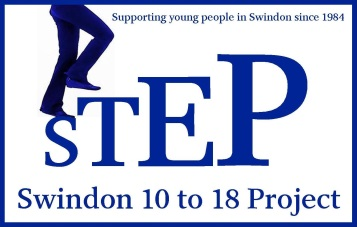 Supporting young people in Swindon since 1984
STEP
Swindon 10 to 18 Project